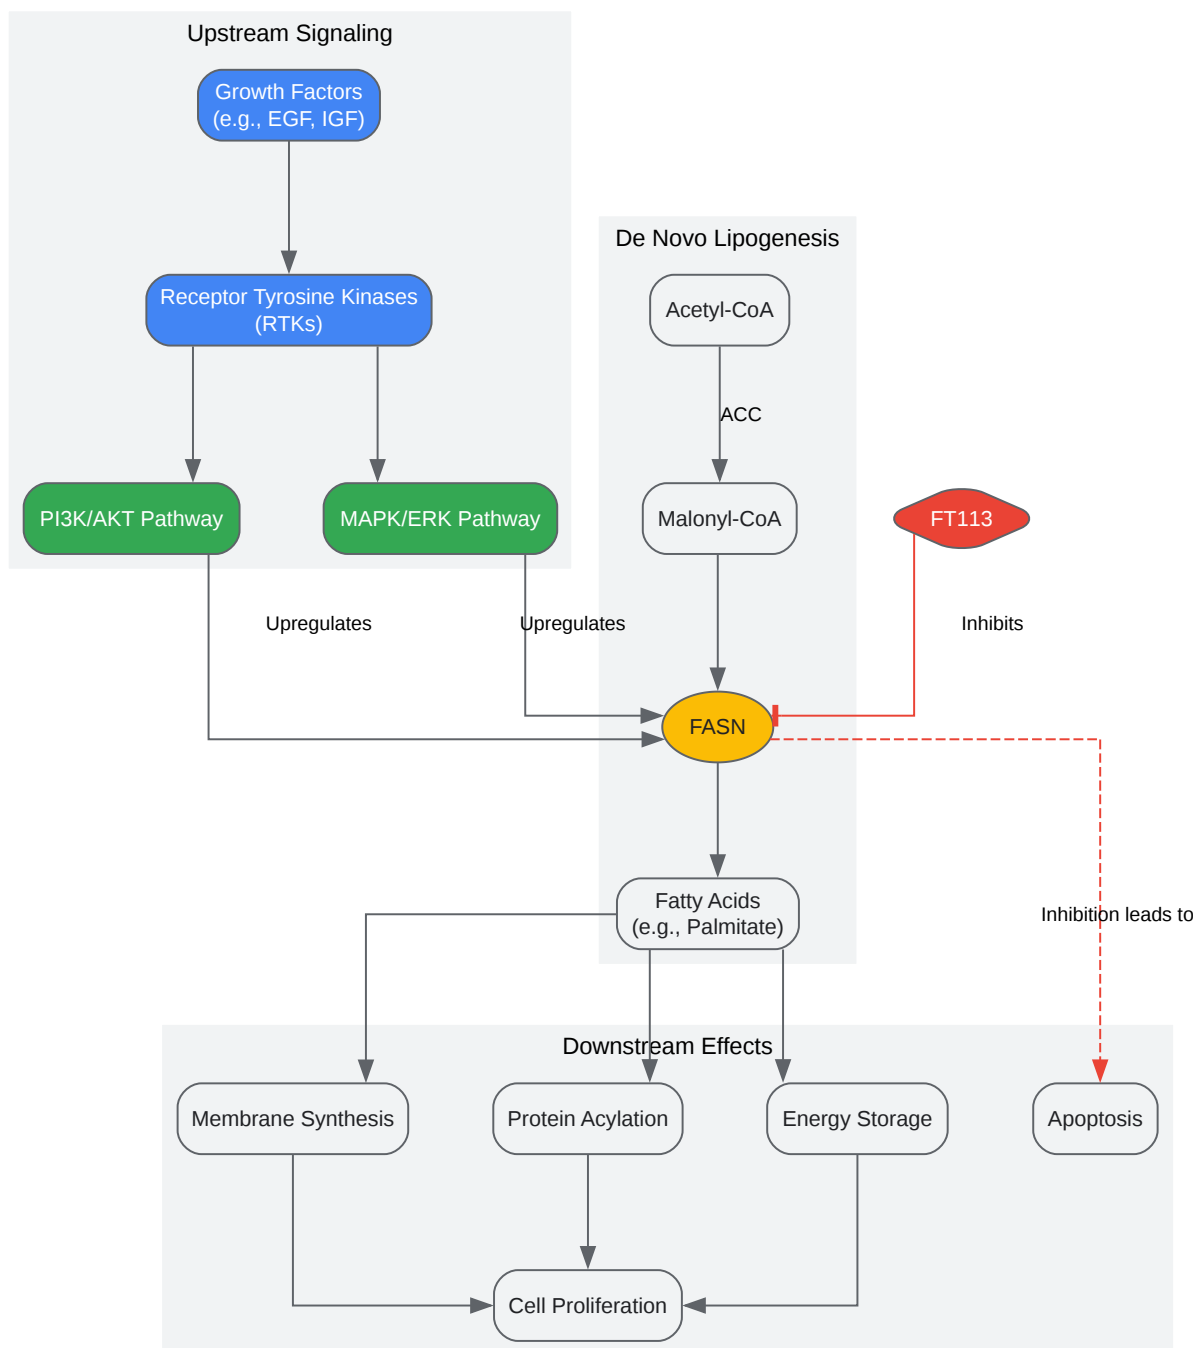 Upstream Signaling
Growth Factors
(e.g., EGF, IGF)
De Novo Lipogenesis
Receptor Tyrosine Kinases
(RTKs)
Acetyl-CoA
ACC
PI3K/AKT Pathway
MAPK/ERK Pathway
Malonyl-CoA
FT113
Upregulates
Upregulates
Inhibits
FASN
Fatty Acids
(e.g., Palmitate)
Inhibition leads to
Downstream Effects
Membrane Synthesis
Protein Acylation
Energy Storage
Apoptosis
Cell Proliferation